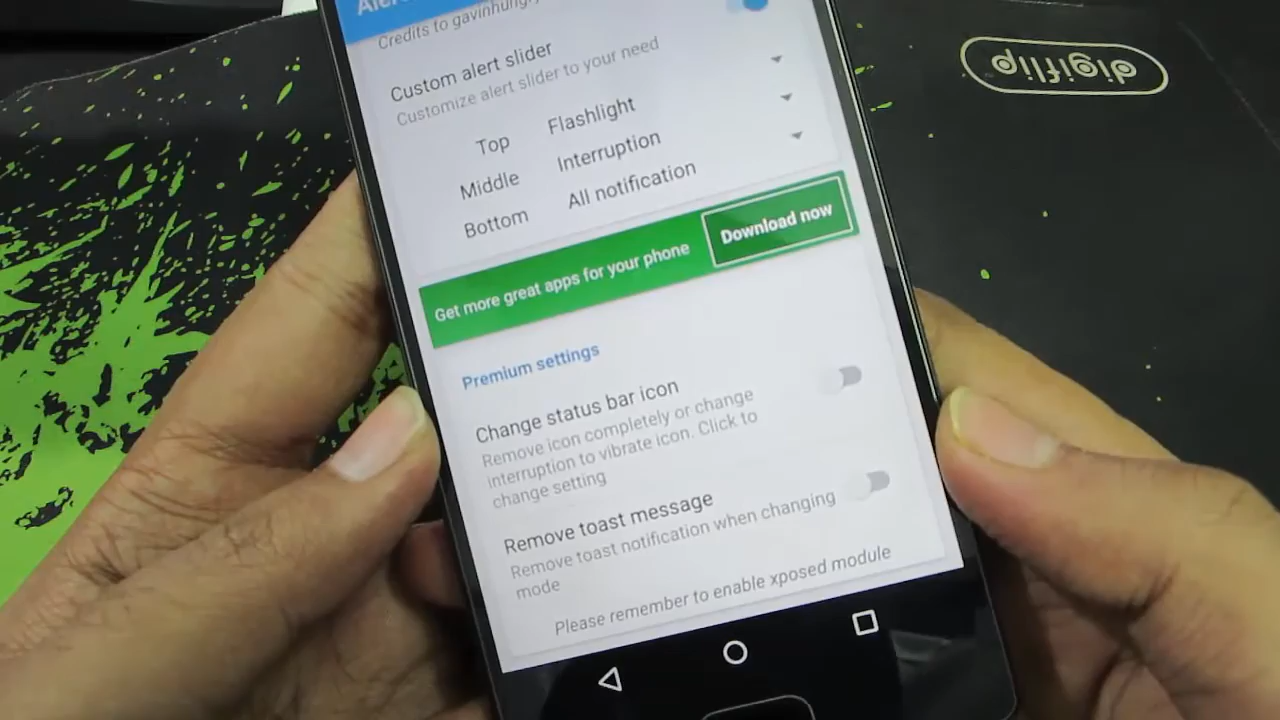 Aler
Credits to gavinhungry
Custom alert slider
Customize alert slider to your need
Top Flashlight
Middle Interruption
Bottom All notification
Get more great apps for your phone Download now
Premium settings
Change status bar icon
Remove icon completely or change
interruption to vibrate icon. Click to
change setting
Remove toast message
Remove toast notification when changing
mode
Please remember to enable xposed module
digiflip